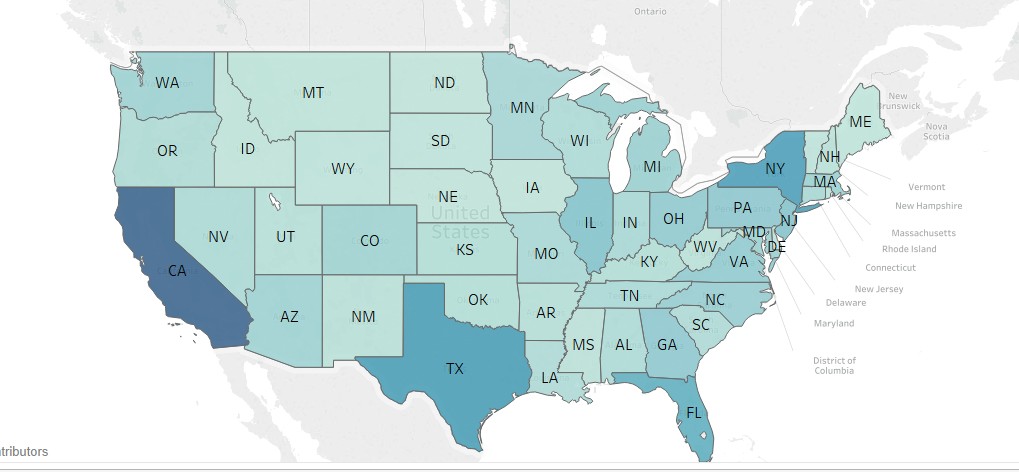 Ontario
WA
MT
ND
MN
ME
New
Brunswick
Nova
Scotia
OR
ID
SD
WI
MI
NH
WY
NY
MA
Vermont
IA
NE
New Hampshire
United
States
PA
NJ
Massachusetts
NV
UT
CO
KS
MO
IL
IN
OH
WV
MD
DE
Rhode Island
CA
KY
VA
Connecticut
New Jersey
AZ
NM
OK
AR
TN
NC
Delaware
SC
Maryland
MS
AL
GA
TX
LA
District of
Columbia
FL
tributors